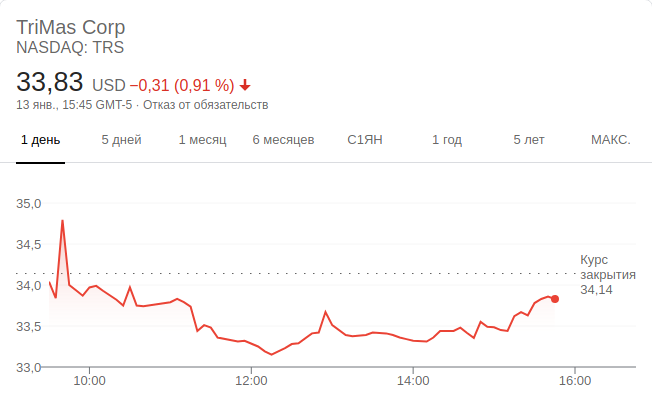 TriMas Corp
NASDAQ: TRS
33,83 USD −0,31 (0,91 %)
13 янв., 15:45 GMT-5 · Отказ от обязательств
1 день 5 дней 1 месяц 6 месяцев С1ЯН 1 год 5 лет МАКС.
35,0
34,5
Курс
закрытия
34,14
34,0
33,5
33,0
10:00 12:00 14:00 16:00